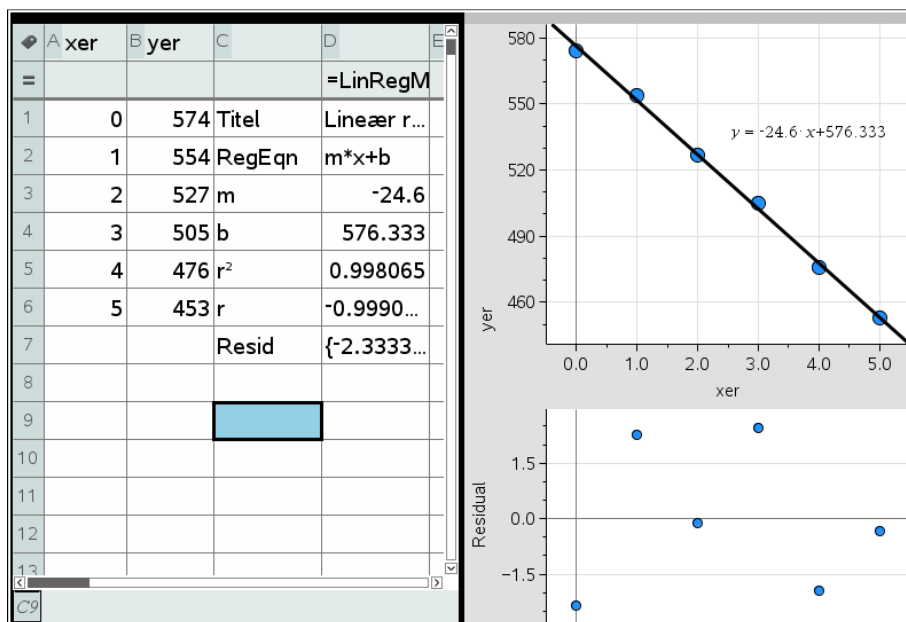 A xer B yer C D E
= =LinRegM
1 0 574 Titel Lineær r...
2 1 554 RegEqn m*x+b
3 2 527 m -24.6
4 3 505 b 576.333
5 4 476 r² 0.998065
6 5 453 r -0.9990...
7 Resid {-2.3333...
8
9
10
11
12
13
C9
580
550
520
490
460
yer
y = -24.6· x+576.333
0.0 1.0 2.0 3.0 4.0 5.0
xer
1.5
0.0
-1.5
Residual